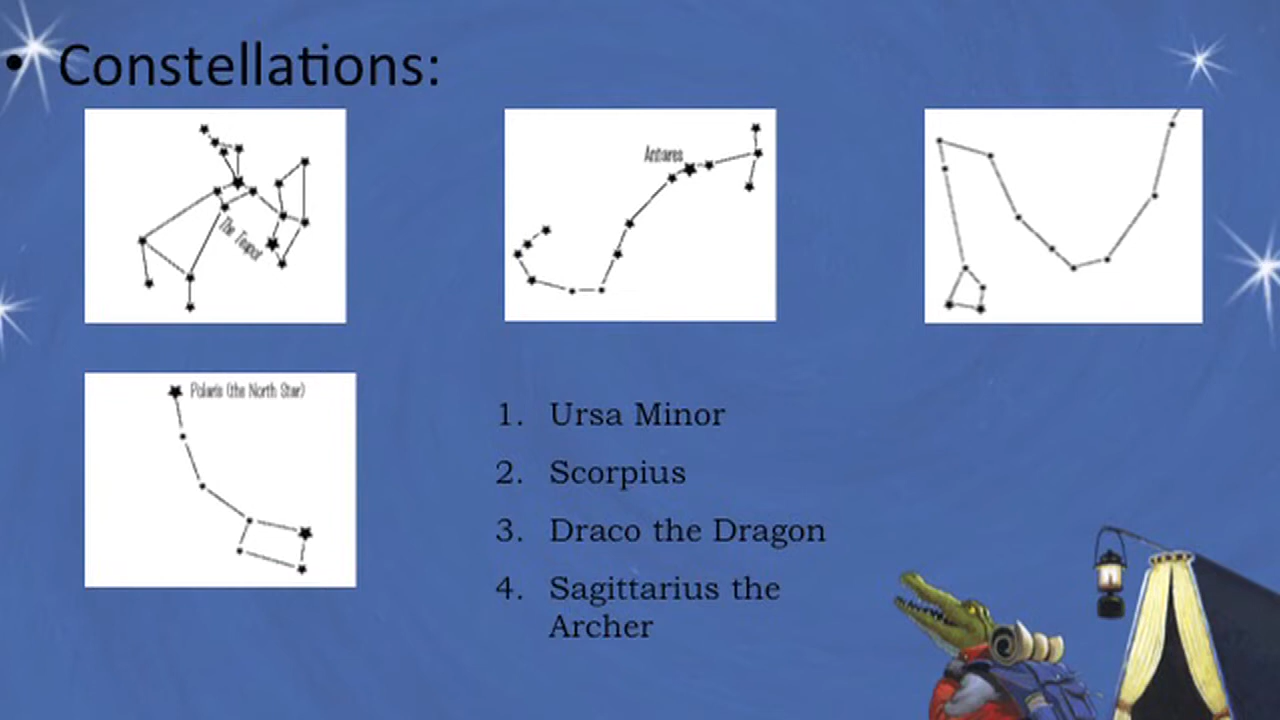 • Constellations:
The Teapot
Antares
Polaris (the North Star)
1. Ursa Minor
2. Scorpius
3. Draco the Dragon
4. Sagittarius the
Archer